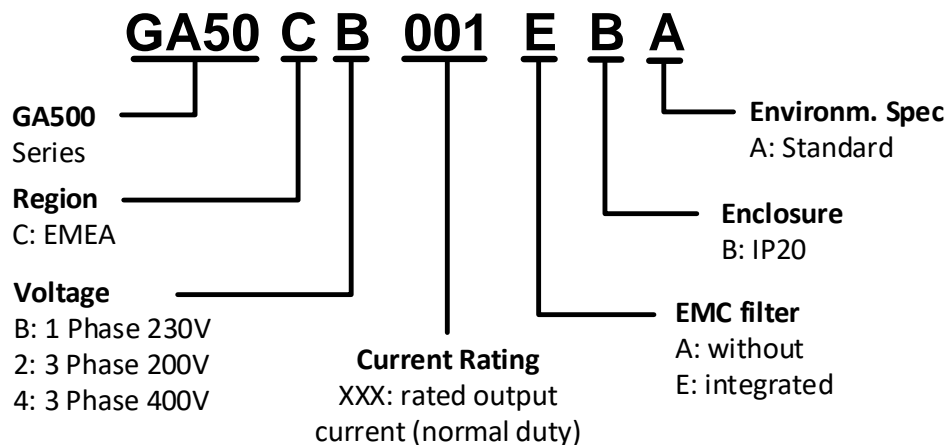 GA50 C B 001 E B A
GA500
Series
Region
C: EMEA
Voltage
B: 1 Phase 230V
2: 3 Phase 200V
4: 3 Phase 400V
Current Rating
XXX: rated output
current (normal duty)
EMC filter
A: without
E: integrated
Enclosure
B: IP20
Environm. Spec
A: Standard